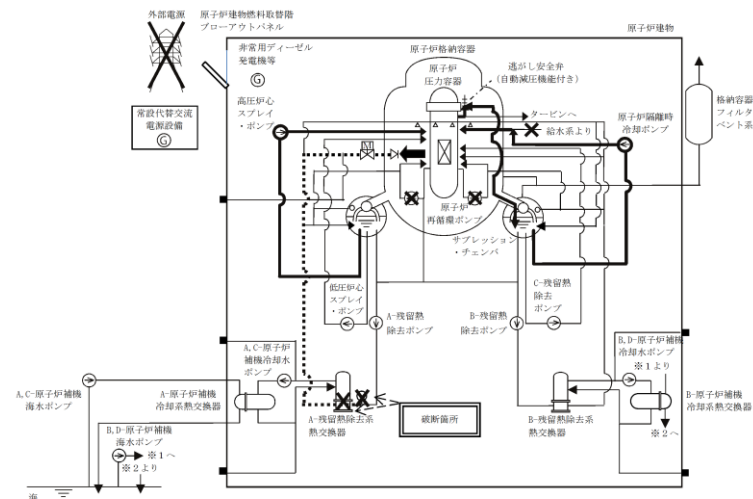 外部電源
原子炉建物燃料取替階
ブローアウトパネル
原子炉建物
非常用ディーゼル
発電機等
G
常設代替交流
電源設備
G
高圧炉心
スプレイ
・ポンプ
原子炉格納容器
原子炉
圧力容器
逃がし安全弁
(自動減圧機能付き)
タービンへ
給水系より
原子炉隔離時
冷却ポンプ
格納容器
フィルタ
ベント系
原子炉
再循環ポンプ
サプレッション
・チェンバ
低圧炉心
スプレイ
・ポンプ
A-残留熱
除去ポンプ
B-残留熱
除去ポンプ
C-残留熱
除去
ポンプ
A,C-原子炉
補機冷却水
ポンプ
B,D-原子炉補機
冷却水ポンプ
※1より
A,C-原子炉補機
海水ポンプ
A-原子炉補機
冷却系熱交換器
A-残留熱除去系
熱交換器
破断箇所
B-残留熱除去系
熱交換器
B-原子炉補機
冷却系熱交換器
※2へ
B,D-原子炉補機
海水ポンプ
※1へ
※2より
海